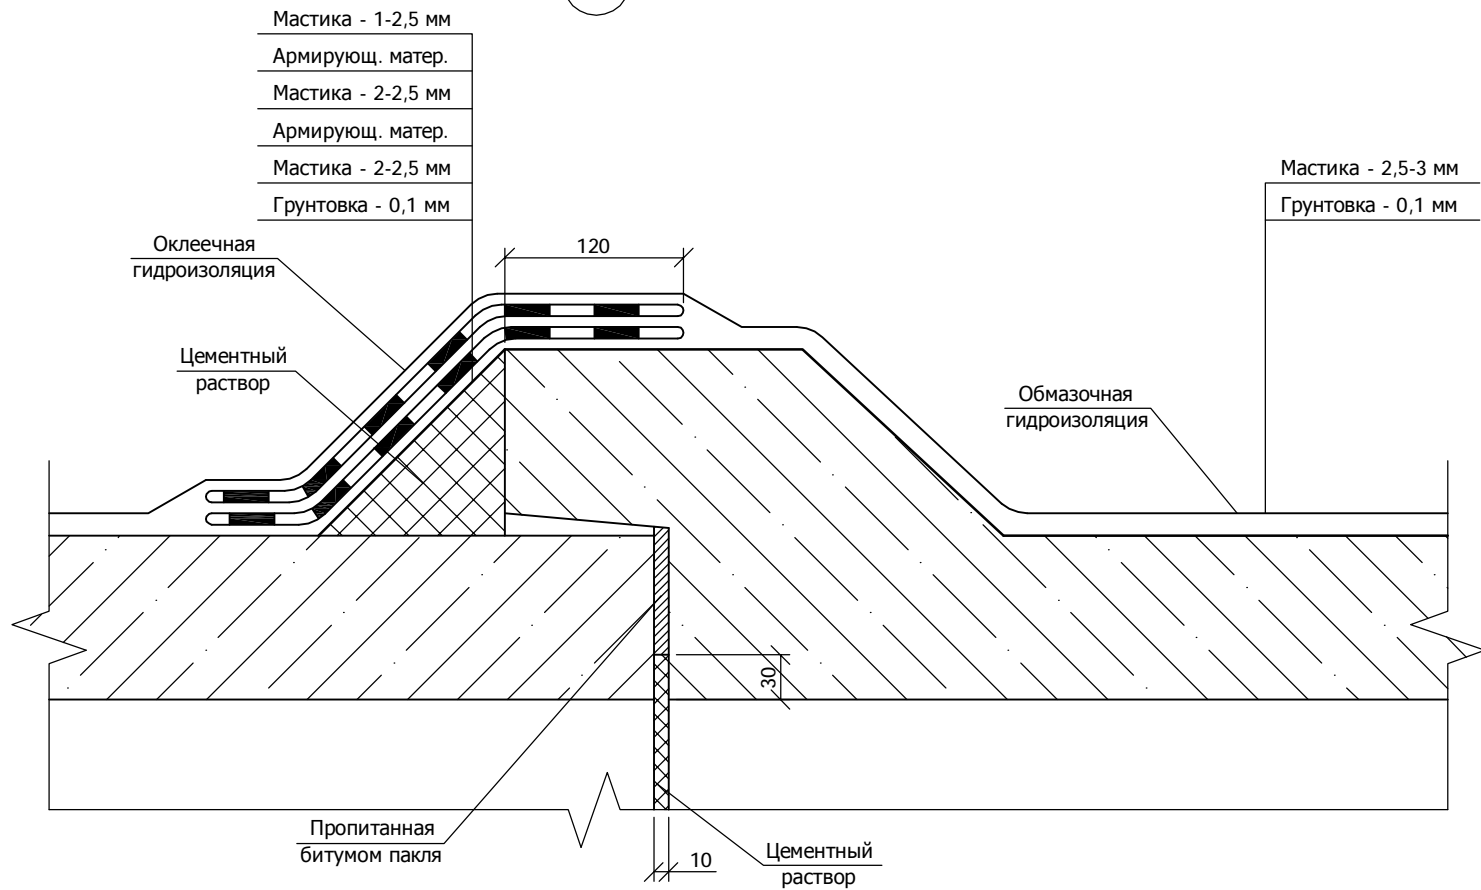 Мастика - 1-2,5 мм
Армирующ. матер.
Мастика - 2-2,5 мм
Армирующ. матер.
Мастика - 2-2,5 мм
Грунтовка - 0,1 мм
Мастика - 2,5-3 мм
Грунтовка - 0,1 мм
Оклеечная
гидроизоляция
120
Цементный
раствор
Обмазочная
гидроизоляция
30
Пропитанная
битумом пакля
10
Цементный
раствор